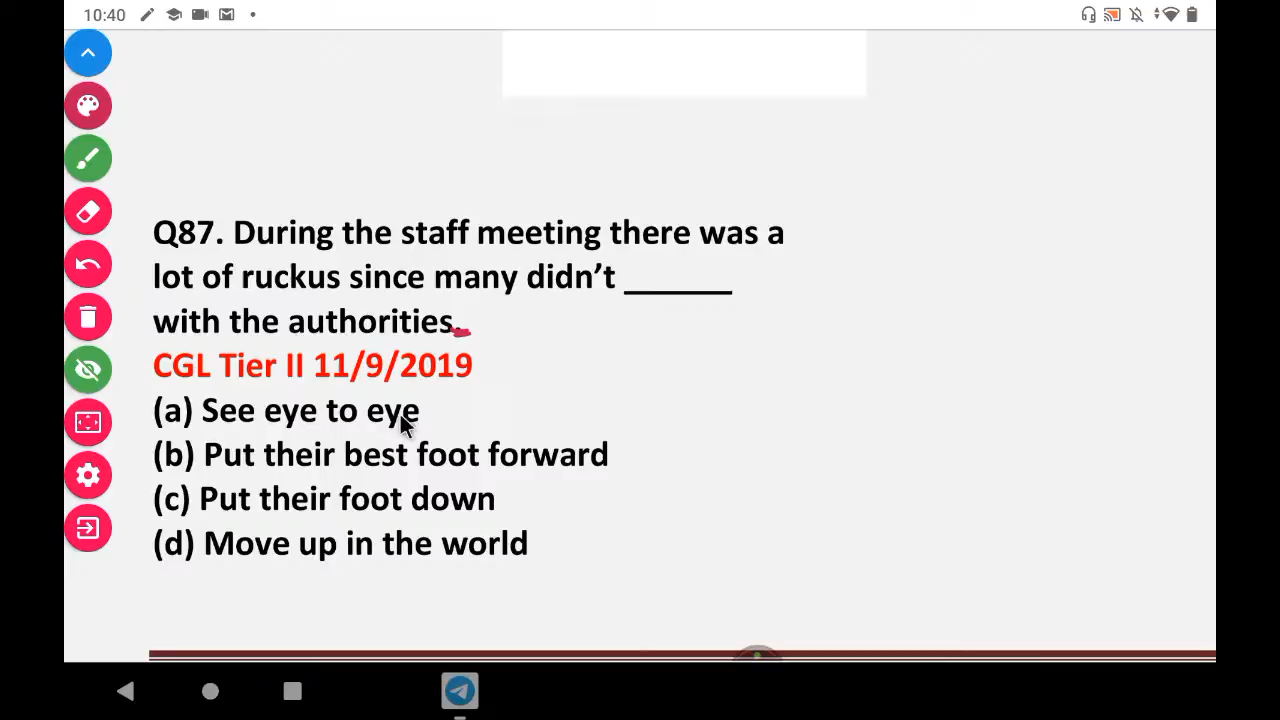 10:40
Q87. During the staff meeting there was a
lot of ruckus since many didn’t ______
with the authorities.
CGL Tier II 11/9/2019
(a) See eye to eye
(b) Put their best foot forward
(c) Put their foot down
(d) Move up in the world